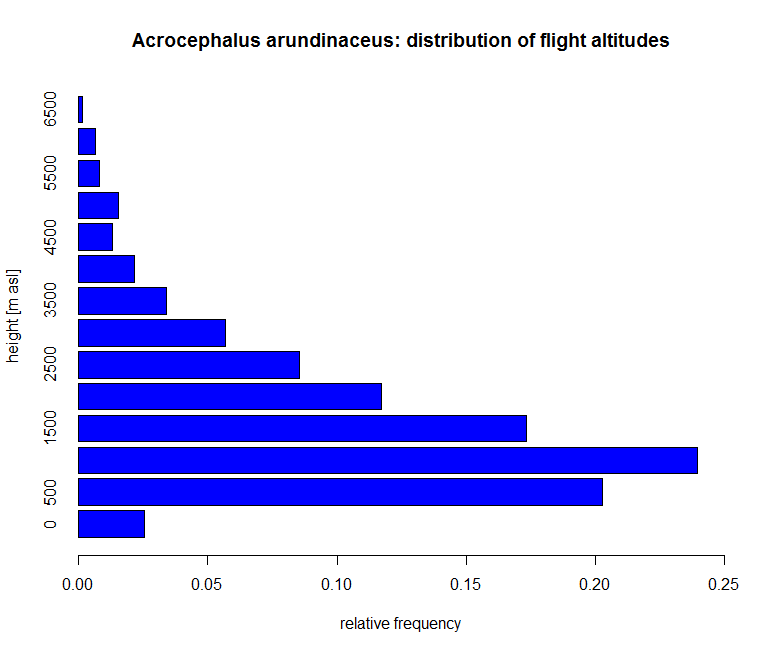 Acrocephalus arundinaceus: distribution of flight altitudes
height [m asl]
6500
5500
4500
3500
2500
1500
500
0
0.00 0.05 0.10 0.15 0.20 0.25
relative frequency